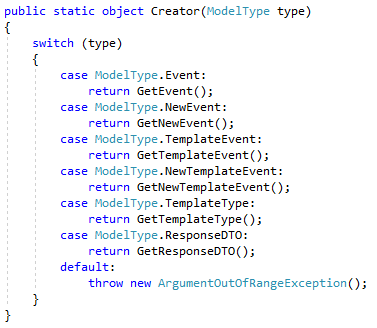 public static object Creator(ModelType type)
{
    switch (type)
    {
        case ModelType.Event:
            return GetEvent();
        case ModelType.NewEvent:
            return GetNewEvent();
        case ModelType.TemplateEvent:
            return GetTemplateEvent();
        case ModelType.NewTemplateEvent:
            return GetNewTemplateEvent();
        case ModelType.TemplateType:
            return GetTemplateType();
        case ModelType.ResponseDTO:
            return GetResponseDTO();
        default:
            throw new ArgumentOutOfRangeException();
    }
}